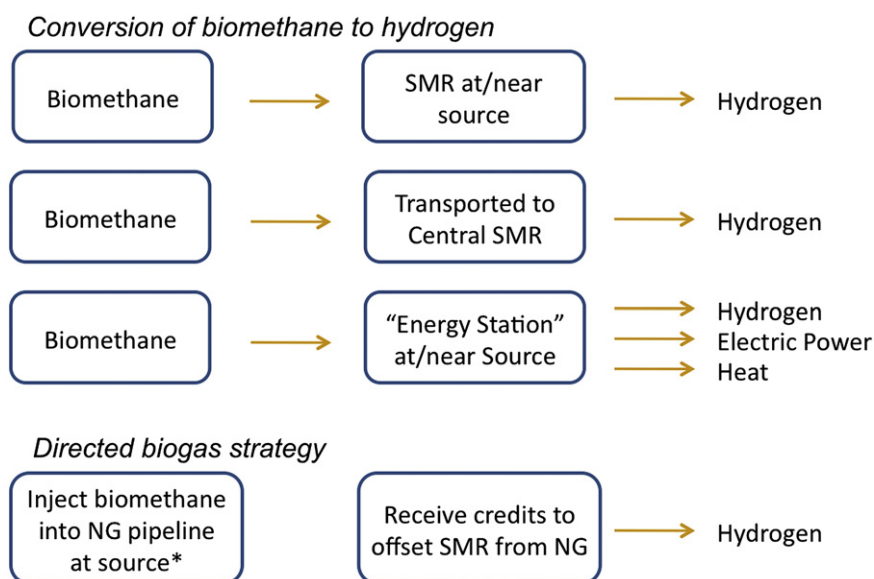 Conversion of biomethane to hydrogen
Biomethane
SMR at/near
source
Hydrogen
Biomethane
Transported to
Central SMR
Hydrogen
Biomethane
“Energy Station”
at/near Source
Hydrogen
Electric Power
Heat
Directed biogas strategy
Inject biomethane
into NG pipeline
at source*
Receive credits to
offset SMR from NG
Hydrogen